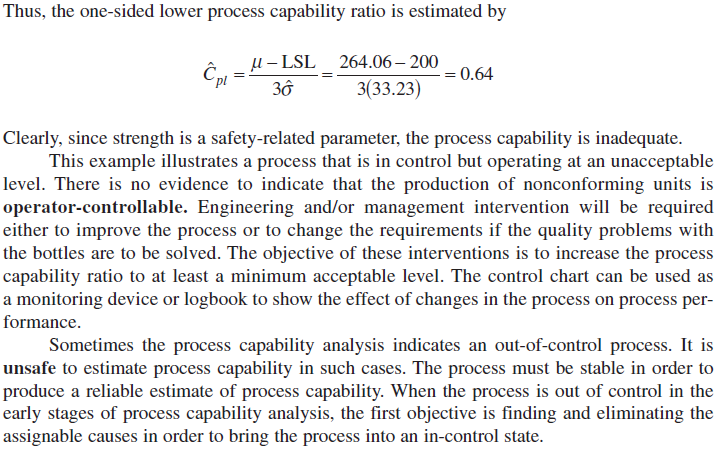 Thus, the one-sided lower process capability ratio is estimated by
Ĉpl = μ – LSL / 3σ̂ = 264.06 – 200 / 3(33.23) = 0.64
Clearly, since strength is a safety-related parameter, the process capability is inadequate.
This example illustrates a process that is in control but operating at an unacceptable
level. There is no evidence to indicate that the production of nonconforming units is
operator-controllable. Engineering and/or management intervention will be required
either to improve the process or to change the requirements if the quality problems with
the bottles are to be solved. The objective of these interventions is to increase the process
capability ratio to at least a minimum acceptable level. The control chart can be used as
a monitoring device or logbook to show the effect of changes in the process on process per-
formance.
Sometimes the process capability analysis indicates an out-of-control process. It is
unsafe to estimate process capability in such cases. The process must be stable in order to
produce a reliable estimate of process capability. When the process is out of control in the
early stages of process capability analysis, the first objective is finding and eliminating the
assignable causes in order to bring the process into an in-control state.